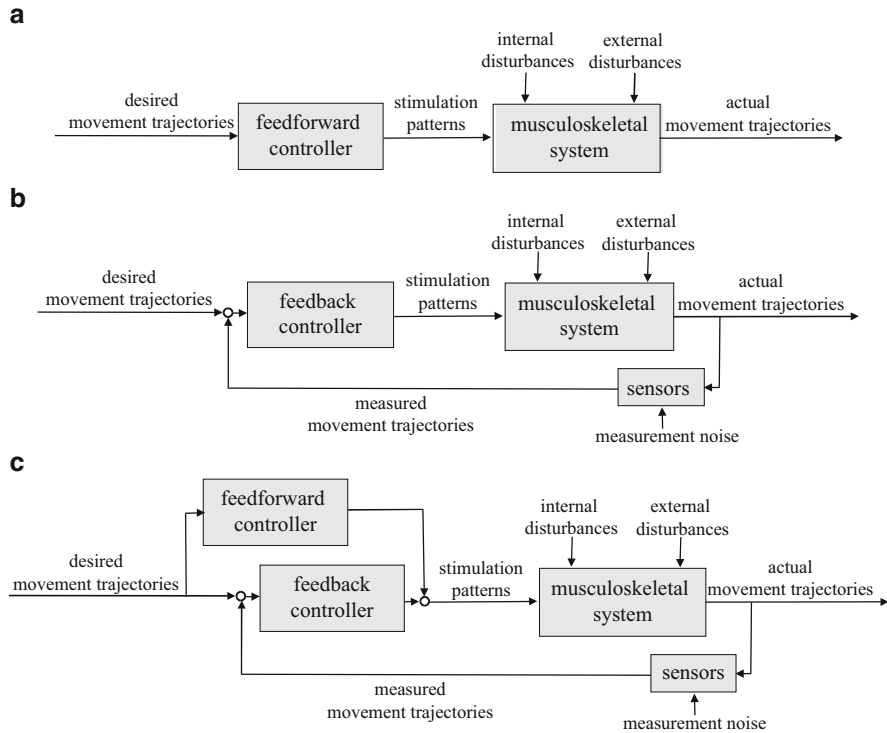 a
internal
disturbances
external
disturbances
desired
movement trajectories
feedforward
controller
stimulation
patterns
musculoskeletal
system
actual
movement trajectories
b
internal
disturbances
external
disturbances
desired
movement trajectories
feedback
controller
stimulation
patterns
musculoskeletal
system
actual
movement trajectories
sensors
measured
movement trajectories
measurement noise
c
feedforward
controller
internal
disturbances
external
disturbances
desired
movement trajectories
feedback
controller
stimulation
patterns
musculoskeletal
system
actual
movement trajectories
sensors
measured
movement trajectories
measurement noise